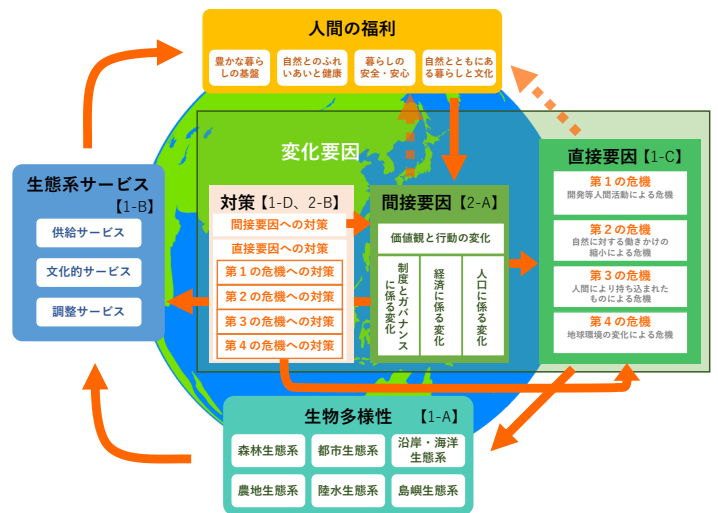 人間の福利
豊かな暮ら
しの基盤
自然とのふれ
いあいと健康
暮らしの
安全・安心
自然とともにあ
る暮らしと文化
変化要因
生態系サービス
【1-B】
供給サービス
文化的サービス
調整サービス
対策【1-D、2-B】
間接要因への対策
直接要因への対策
第１の危機への対策
第２の危機への対策
第３の危機への対策
第４の危機への対策
間接要因【2-A】
価値観と行動の変化
制度とガバナンス
に係る変化
経済に係る変化
人口に係る変化
直接要因【1-C】
第１の危機
開発等人間活動による危機
第２の危機
自然に対する働きかけの
縮小による危機
第３の危機
人間により持ち込まれた
ものによる危機
第４の危機
地球環境の変化による危機
生物多様性　【1-A】
森林生態系
都市生態系
沿岸・海洋
生態系
農地生態系
陸水生態系
島嶼生態系